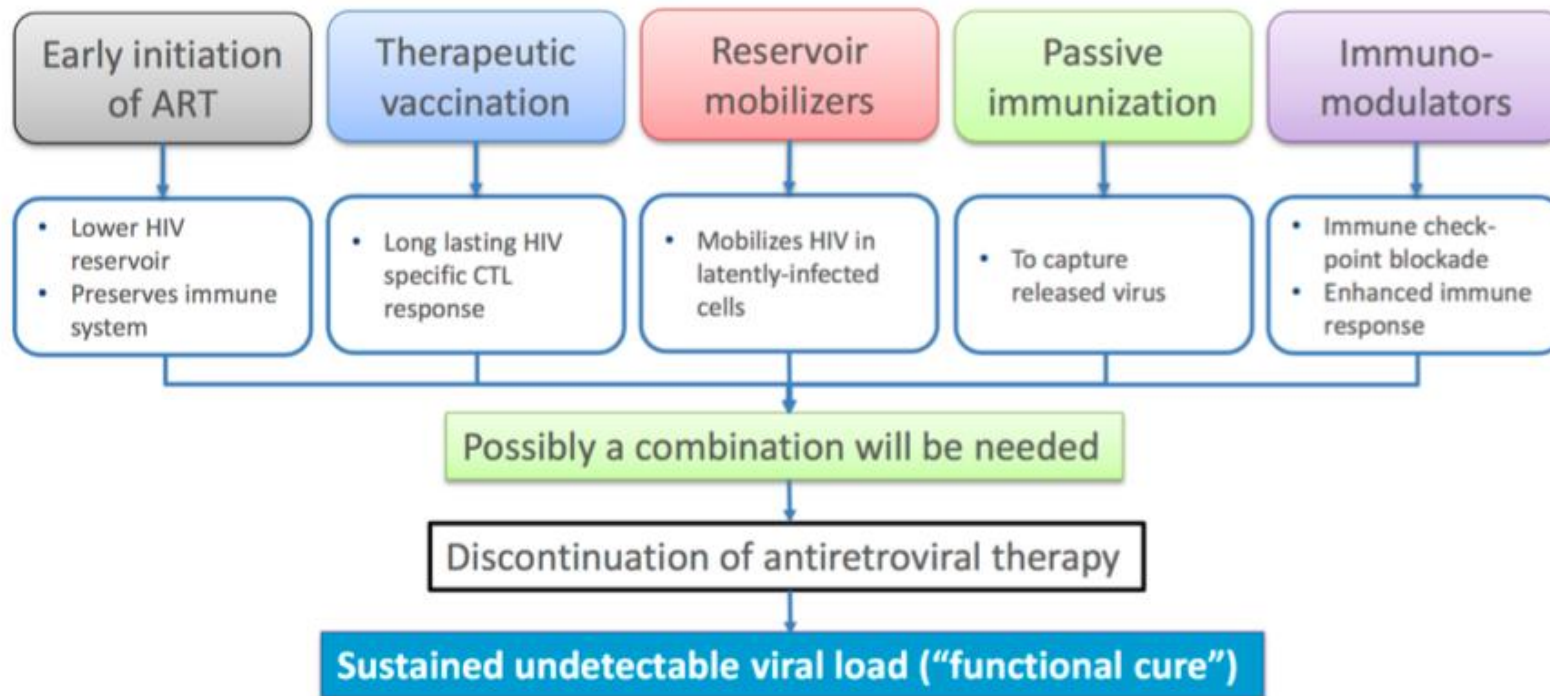 Early initiation
of ART
Therapeutic
vaccination
Reservoir
mobilizers
Passive
immunization
Immuno-
modulators
• Lower HIV
reservoir
• Preserves immune
system
• Long lasting HIV
specific CTL
response
• Mobilizes HIV in
latently-infected
cells
• To capture
released virus
• Immune check-
point blockade
• Enhanced immune
response
Possibly a combination will be needed
Discontinuation of antiretroviral therapy
Sustained undetectable viral load (“functional cure”)